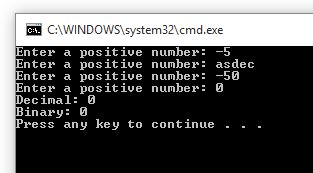 C:\WINDOWS\system32\cmd.exe
Enter a positive number: -5
Enter a positive number: asdec
Enter a positive number: -50
Enter a positive number: 0
Decimal: 0
Binary: 0
Press any key to continue . . .